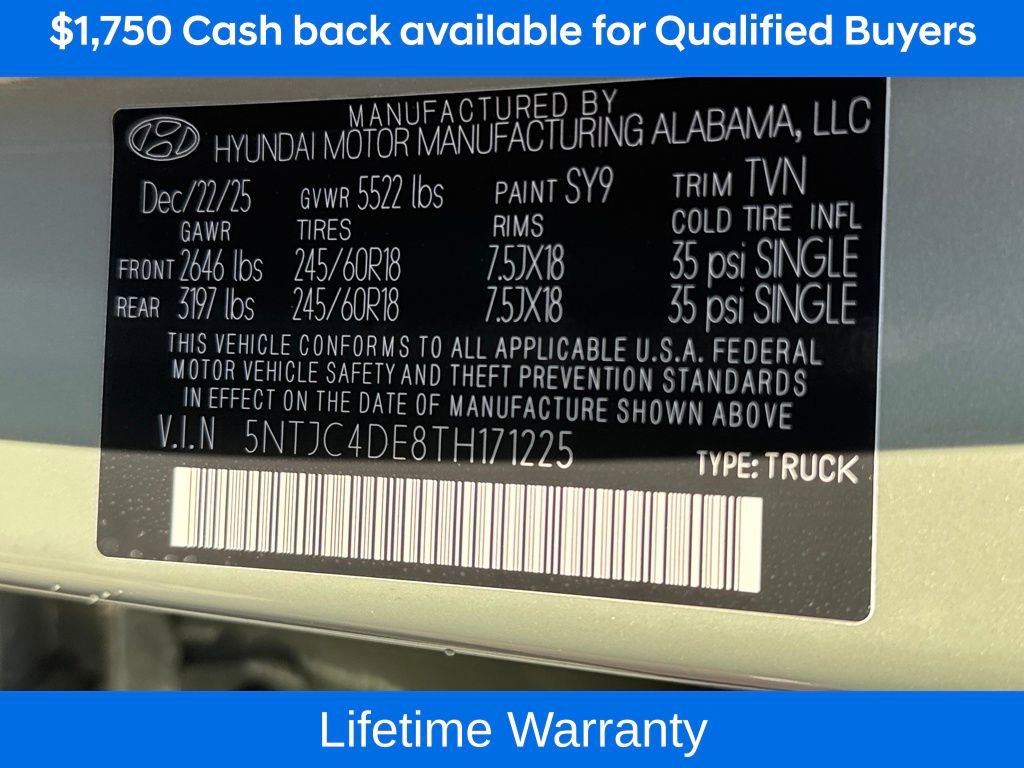 $1,750 Cash back available for Qualified Buyers
MANUFACTURED BY
HYUNDAI MOTOR MANUFACTURING ALABAMA, LLC
Dec/22/25 GVWR 5522 lbs PAINT SY9 TRIM TVN
GAWR TIRES RIMS COLD TIRE INFL
FRONT 2646 lbs 245/60R18 7.5JX18 35 psi SINGLE
REAR 3197 lbs 245/60R18 7.5JX18 35 psi SINGLE
THIS VEHICLE CONFORMS TO ALL APPLICABLE U.S.A. FEDERAL
MOTOR VEHICLE SAFETY AND THEFT PREVENTION STANDARDS
IN EFFECT ON THE DATE OF MANUFACTURE SHOWN ABOVE
V.I.N 5NTJC4DE8TH171225
TYPE: TRUCK
Lifetime Warranty